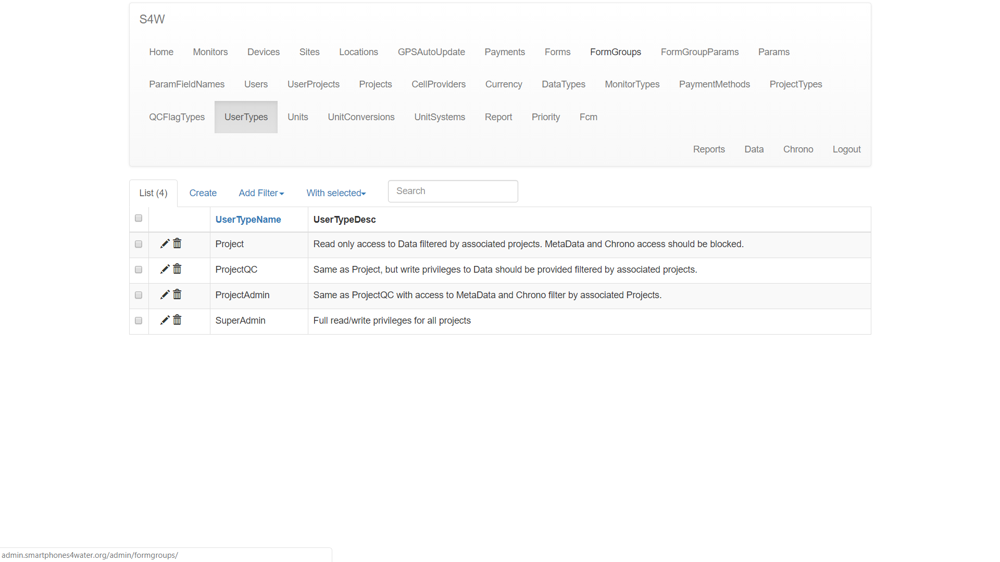 S4W
Home Monitors Devices Sites Locations GPSAutoUpdate Payments Forms FormGroups FormGroupParams Params
ParamFieldNames Users UserProjects Projects CellProviders Currency DataTypes MonitorTypes PaymentMethods ProjectTypes
QCFlagTypes UserTypes Units UnitConversions UnitSystems Report Priority Fcm
Reports Data Chrono Logout
List (4) Create Add Filter With selected Search
UserTypeName UserTypeDesc
Project Read only access to Data filtered by associated projects. MetaData and Chrono access should be blocked.
ProjectQC Same as Project, but write privileges to Data should be provided filtered by associated projects.
ProjectAdmin Same as ProjectQC with access to MetaData and Chrono filter by associated Projects.
SuperAdmin Full read/write privileges for all projects
admin.smartphones4water.org/admin/formgroups/